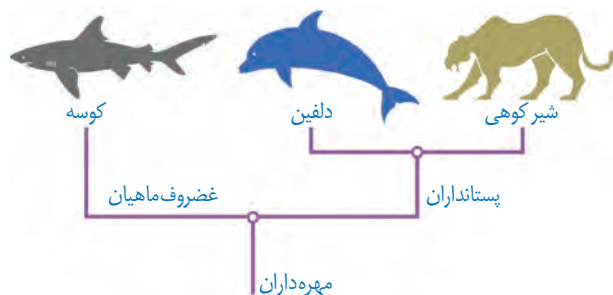 شیر کوهی
دلفین
کوسه
پستانداران
غضروف‌ماهیان
مهره‌داران